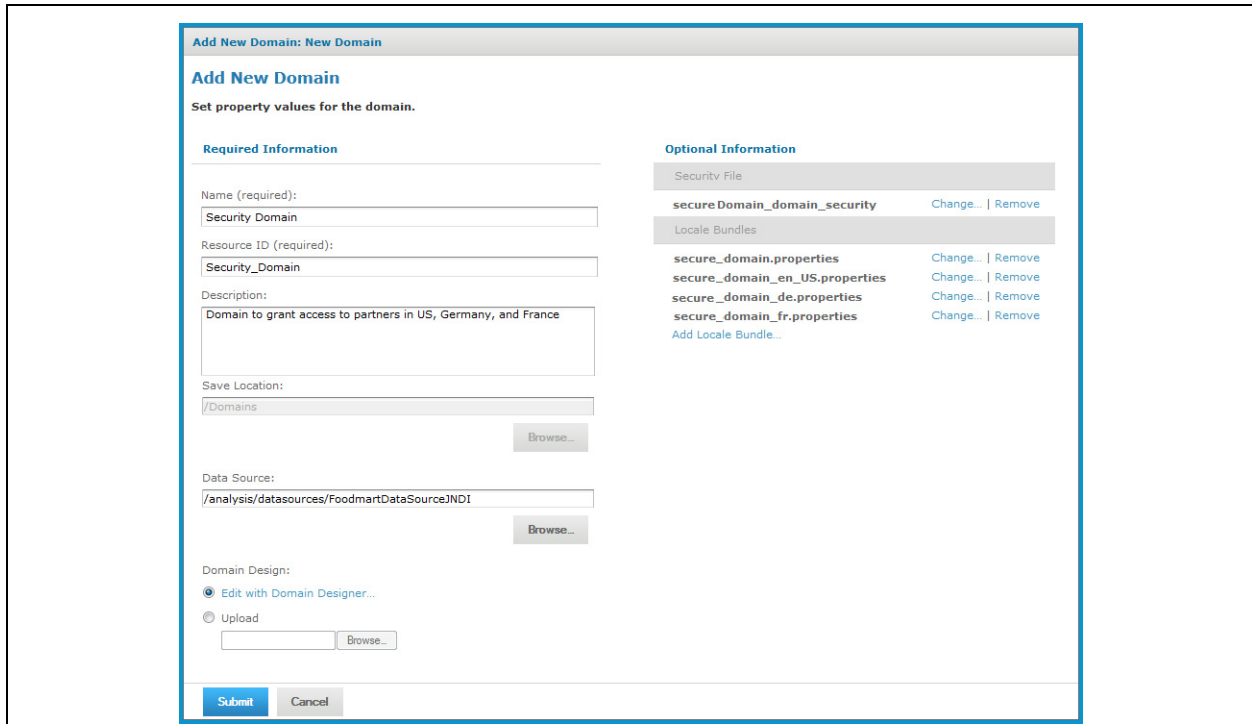 Add New Domain: New Domain
Add New Domain
Set property values for the domain.
Required Information
Name (required):
Security Domain
Resource ID (required):
Security_Domain
Description:
Domain to grant access to partners in US, Germany, and France
Save Location:
/Domains
Browse...
Data Source:
/analysis/datasources/FoodmartDataSourceJNDI
Browse...
Domain Design:
Edit with Domain Designer...
Upload
Browse...
Optional Information
Security File
secureDomain_domain_security Change... | Remove
Locale Bundles
secure_domain.properties Change... | Remove
secure_domain_en_US.properties Change... | Remove
secure_domain_de.properties Change... | Remove
secure_domain_fr.properties Change... | Remove
Add Locale Bundle...
Submit Cancel